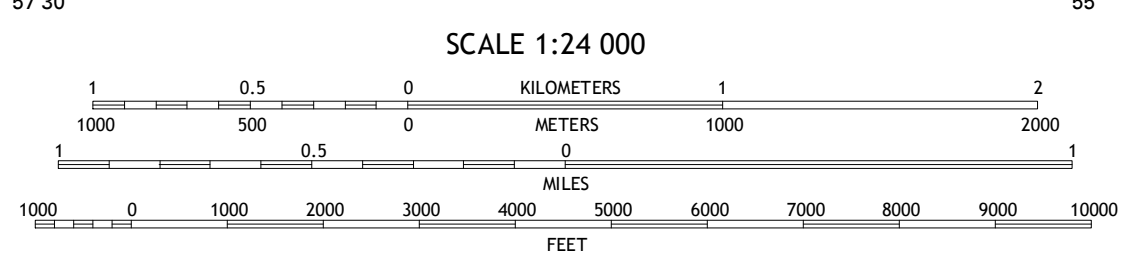 57'30" 55'
SCALE 1:24 000
1 0.5 0 KILOMETERS 1 2
1000 500 0 METERS 1000 2000
1 0.5 0 1
MILES
1000 0 1000 2000 3000 4000 5000 6000 7000 8000 9000 10000
FEET